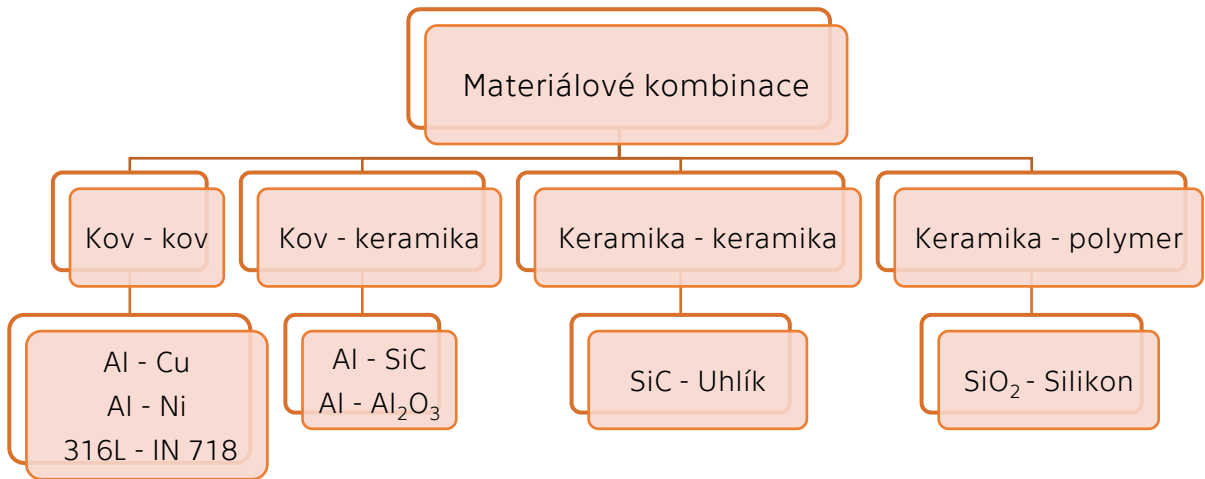 Materiálové kombinace
Kov - kov
Kov - keramika
Keramika - keramika
Keramika - polymer
Al - Cu
Al - Ni
316L - IN 718
Al - SiC
Al - Al₂O₃
SiC - Uhlík
SiO₂ - Silikon